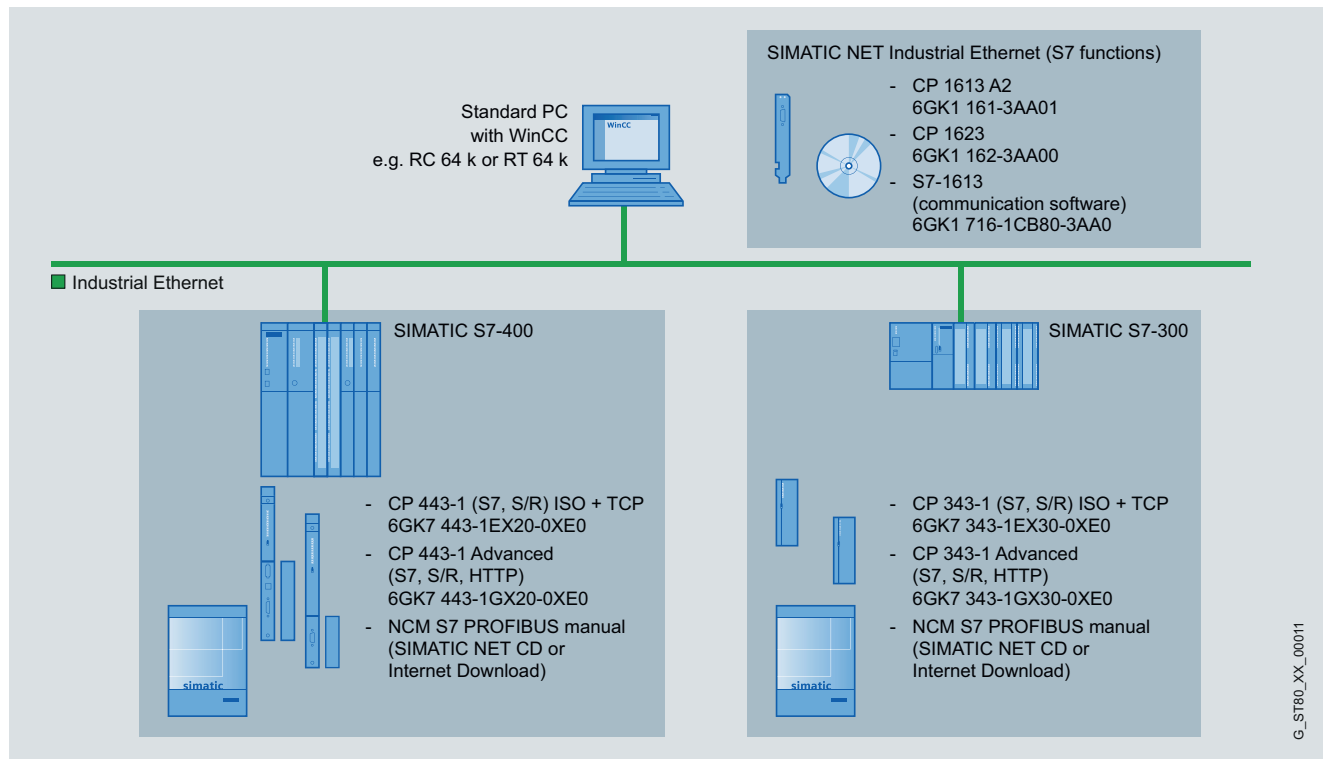 SIMATIC NET Industrial Ethernet (S7 functions)
- CP 1613 A2
6GK1 161-3AA01
- CP 1623
6GK1 162-3AA00
- S7-1613
(communication software)
6GK1 716-1CB80-3AA0
Standard PC
with WinCC
e.g. RC 64 k or RT 64 k
WinCC
Industrial Ethernet
SIMATIC S7-400
- CP 443-1 (S7, S/R) ISO + TCP
6GK7 443-1EX20-0XE0
- CP 443-1 Advanced
(S7, S/R, HTTP)
6GK7 443-1GX20-0XE0
- NCM S7 PROFIBUS manual
(SIMATIC NET CD or
Internet Download)
simatic
SIMATIC S7-300
- CP 343-1 (S7, S/R) ISO + TCP
6GK7 343-1EX30-0XE0
- CP 343-1 Advanced
(S7, S/R, HTTP)
6GK7 343-1GX30-0XE0
- NCM S7 PROFIBUS manual
(SIMATIC NET CD or
Internet Download)
simatic
G_ST80_XX_00011